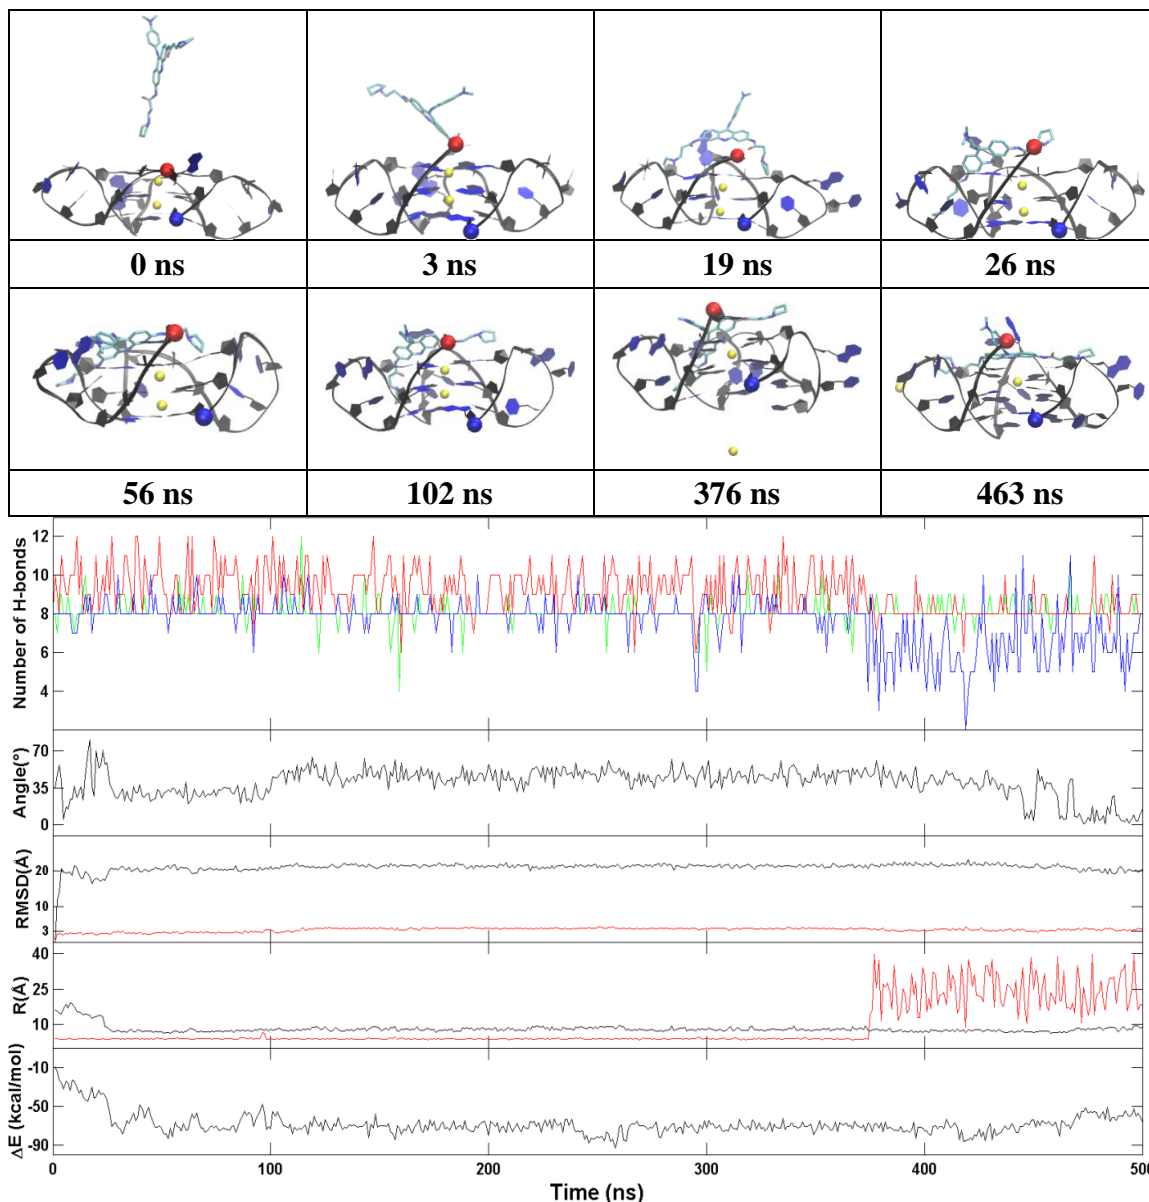 0 ns 3 ns 19 ns 26 ns
56 ns 102 ns 376 ns 463 ns
Number of H-bonds
12
10
8
6
4
Angle(°)
70
35
0
RMSD(Å)
20
10
3
R(Å)
40
25
10
ΔE (kcal/mol)
-10
-50
-90
0 100 200 300 400 500
Time (ns)